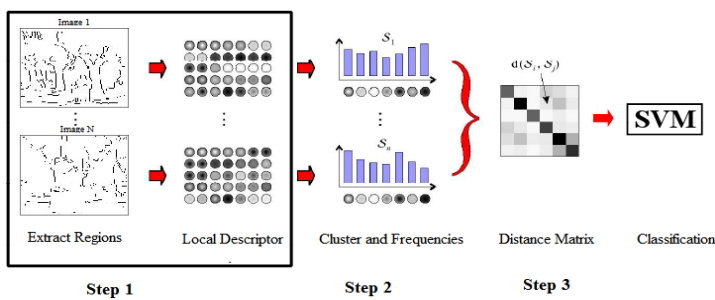 Image 1
Image N
S₁
Sₙ
d(Sᵢ, Sⱼ)
SVM
Extract Regions
Local Descriptor
Cluster and Frequencies
Distance Matrix
Classification
Step 1
Step 2
Step 3